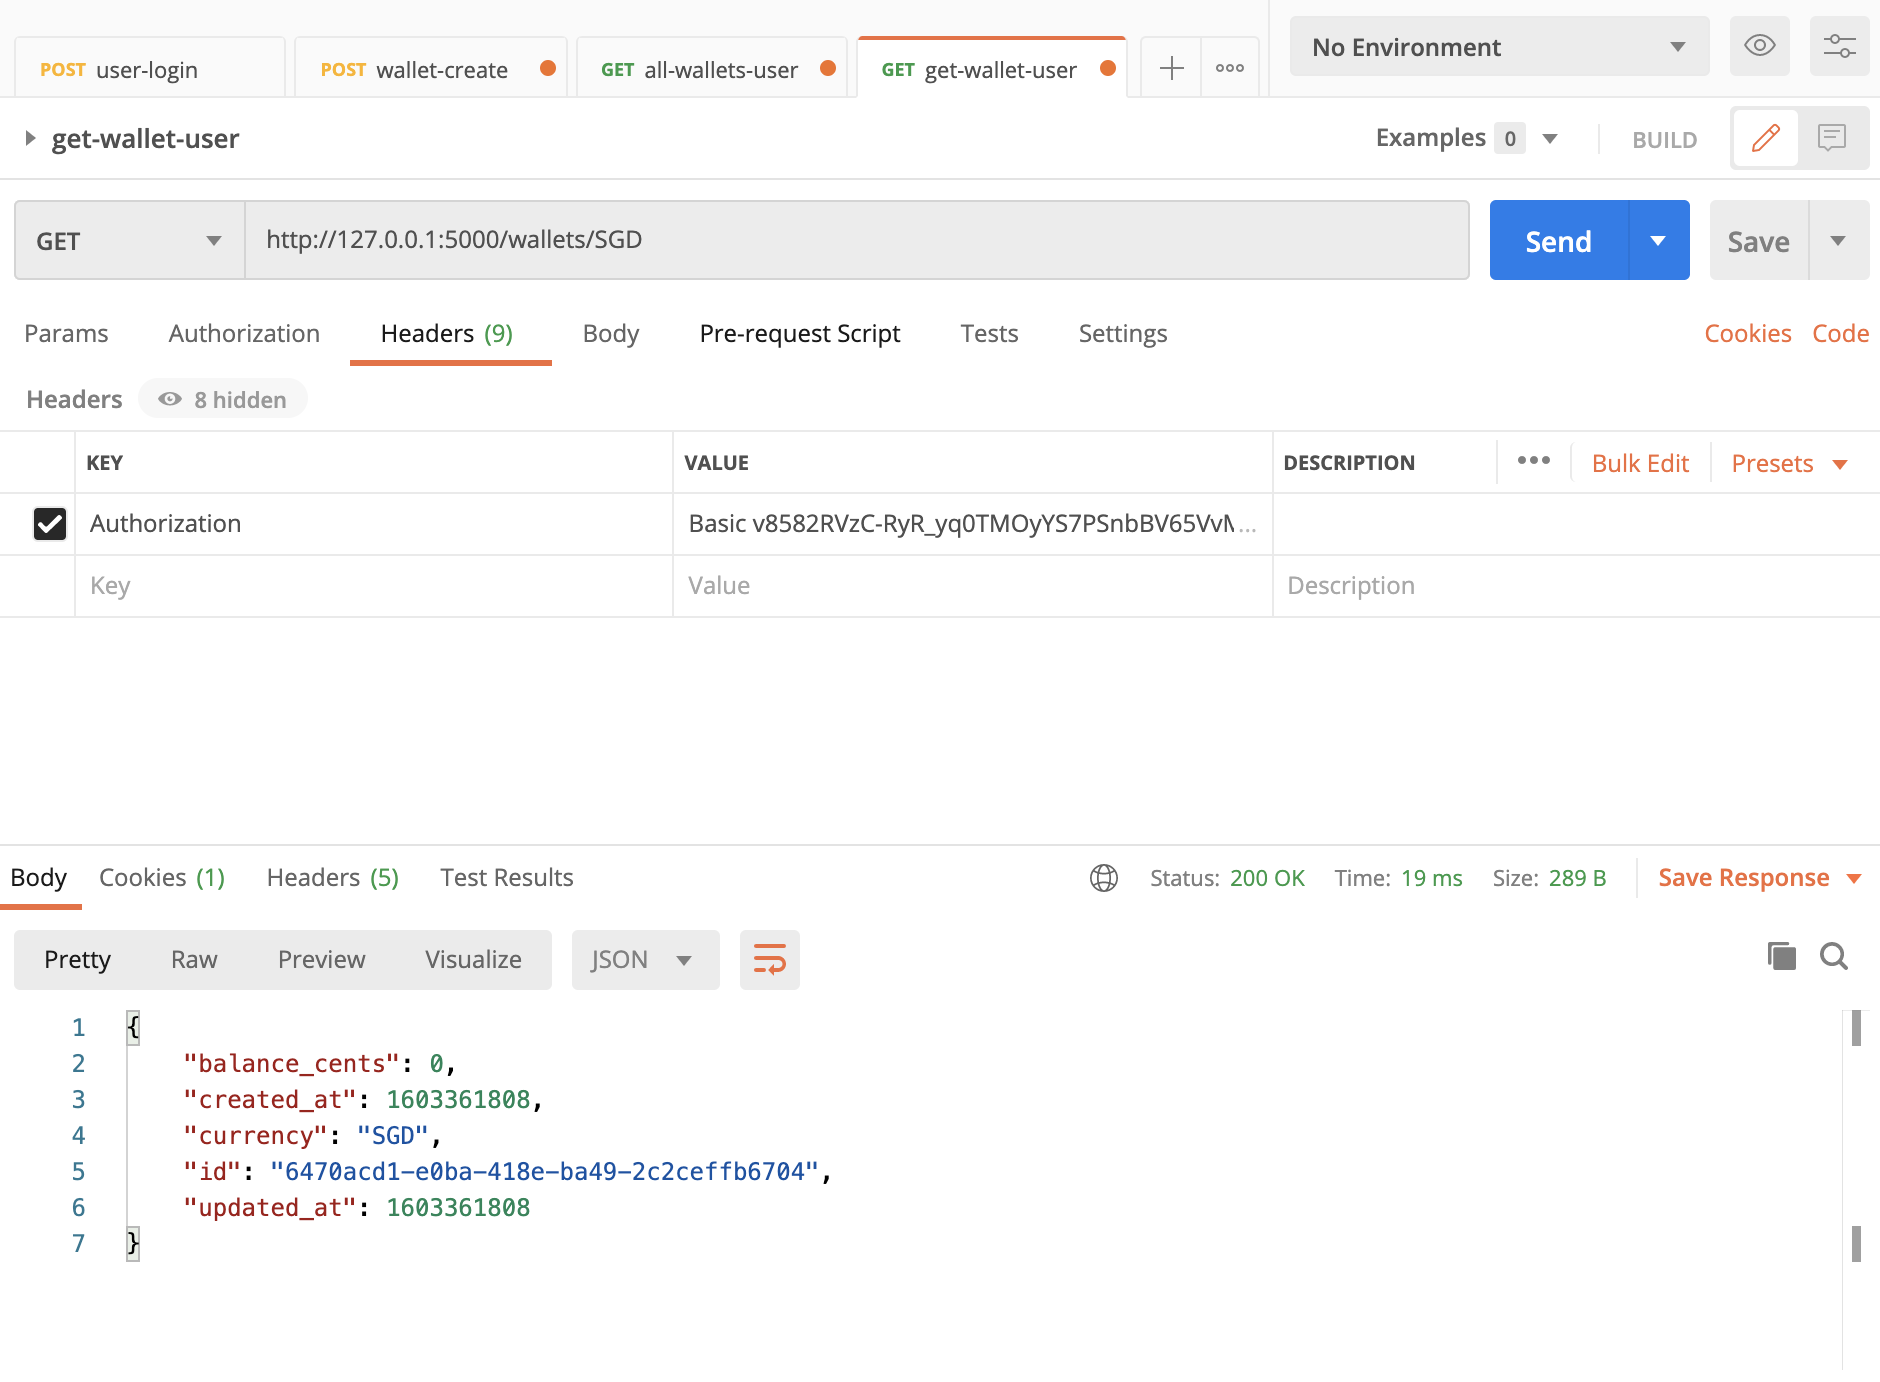 POST user-login
POST wallet-create
GET all-wallets-user
GET get-wallet-user
No Environment
get-wallet-user
Examples 0
BUILD
GET
http://127.0.0.1:5000/wallets/SGD
Send
Save
Params Authorization Headers (9) Body Pre-request Script Tests Settings Cookies Code
Headers 8 hidden
KEY VALUE DESCRIPTION Bulk Edit Presets
Authorization Basic v8582RVzC-RyR_yq0TMOyYS7PSnbBV65VvM...
Key Value Description
Body Cookies (1) Headers (5) Test Results Status: 200 OK Time: 19 ms Size: 289 B Save Response
Pretty Raw Preview Visualize JSON
1 {
2 "balance_cents": 0,
3 "created_at": 1603361808,
4 "currency": "SGD",
5 "id": "6470acd1-e0ba-418e-ba49-2c2ceffb6704",
6 "updated_at": 1603361808
7 }